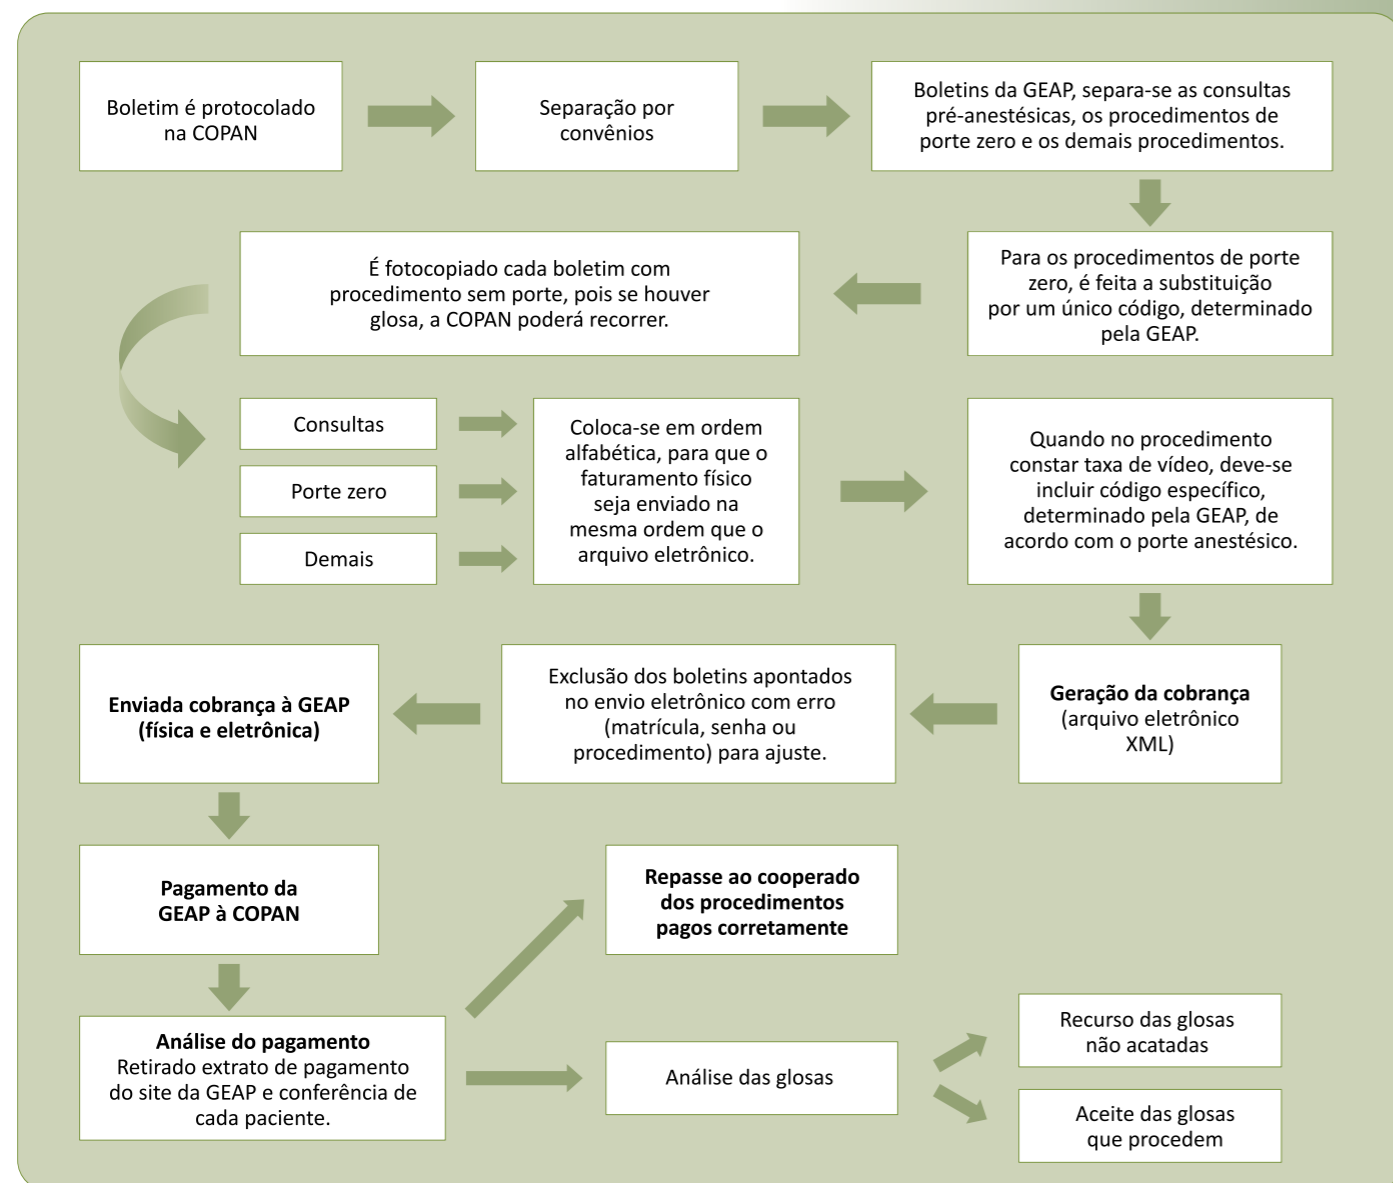 Boletim é protocolado
na COPAN
Separação por
convênios
Boletins da GEAP, separa-se as consultas
pré-anestésicas, os procedimentos de
porte zero e os demais procedimentos.
Para os procedimentos de porte
zero, é feita a substituição
por um único código, determinado
pela GEAP.
É fotocopiado cada boletim com
procedimento sem porte, pois se houver
glosa, a COPAN poderá recorrer.
Consultas
Porte zero
Demais
Coloca-se em ordem
alfabética, para que o
faturamento físico
seja enviado na
mesma ordem que o
arquivo eletrônico.
Quando no procedimento
constar taxa de vídeo, deve-se
incluir código específico,
determinado pela GEAP, de
acordo com o porte anestésico.
Geração da cobrança
(arquivo eletrônico
XML)
Exclusão dos boletins apontados
no envio eletrônico com erro
(matrícula, senha ou
procedimento) para ajuste.
Enviada cobrança à GEAP
(física e eletrônica)
Pagamento da
GEAP à COPAN
Análise do pagamento
Retirado extrato de pagamento
do site da GEAP e conferência de
cada paciente.
Repasse ao cooperado
dos procedimentos
pagos corretamente
Análise das glosas
Recurso das glosas
não acatadas
Aceite das glosas
que procedem